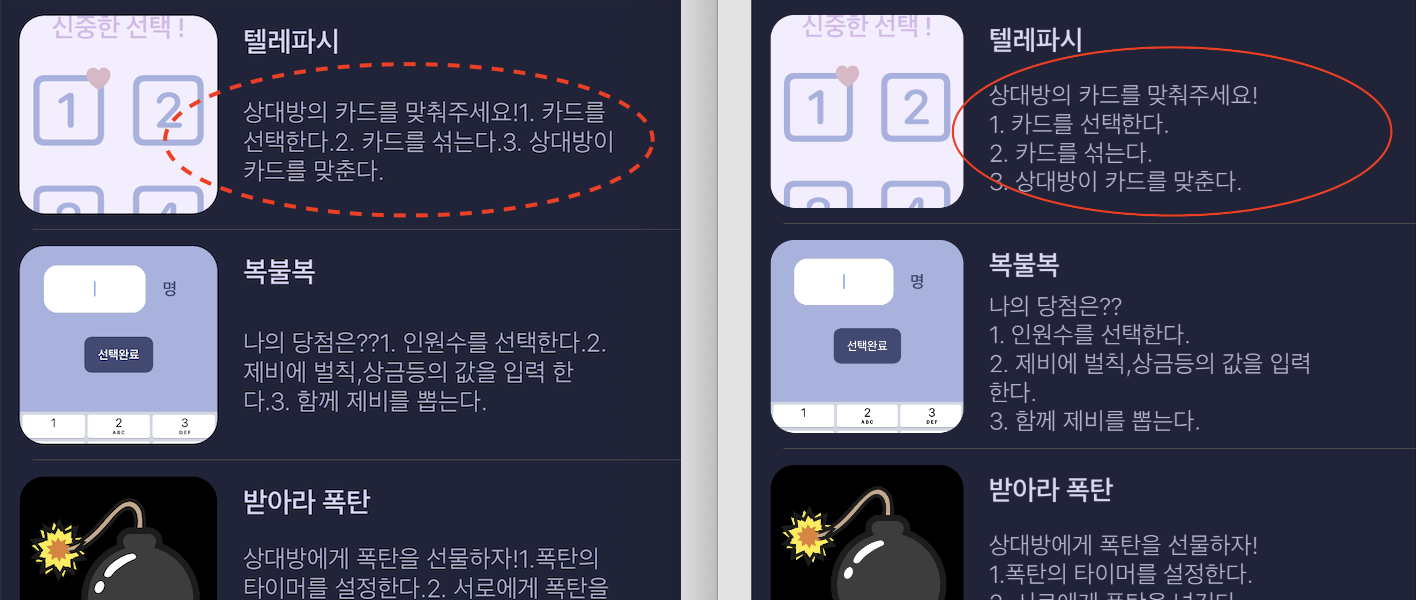 신중한 선택 !
1
2
텔레파시
상대방의 카드를 맞춰주세요!1. 카드를
선택한다.2. 카드를 섞는다.3. 상대방이
카드를 맞춘다.
명
선택완료
1
2
ABC
3
DEF
복불복
나의 당첨은??1. 인원수를 선택한다.2.
제비에 벌칙,상금등의 값을 입력 한
다.3. 함께 제비를 뽑는다.
받아라 폭탄
상대방에게 폭탄을 선물하자!1.폭탄의
타이머를 설정한다.2. 서로에게 폭탄을
신중한 선택 !
1
2
텔레파시
상대방의 카드를 맞춰주세요!
1. 카드를 선택한다.
2. 카드를 섞는다.
3. 상대방이 카드를 맞춘다.
명
선택완료
1
2
ABC
3
DEF
복불복
나의 당첨은??
1. 인원수를 선택한다.
2. 제비에 벌칙,상금등의 값을 입력
한다.
3. 함께 제비를 뽑는다.
받아라 폭탄
상대방에게 폭탄을 선물하자!
1.폭탄의 타이머를 설정한다.